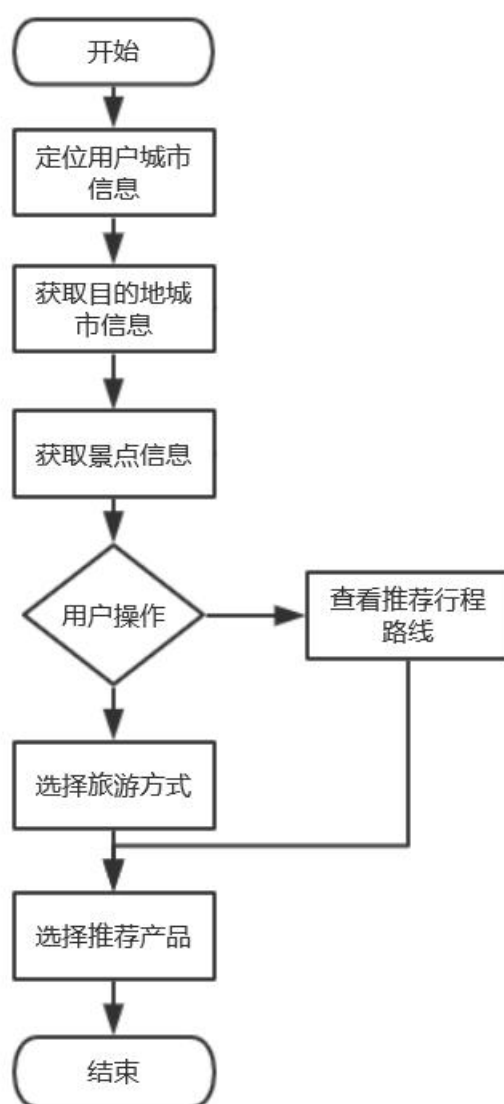 开始
定位用户城市
信息
获取目的地城
市信息
获取景点信息
用户操作
查看推荐行程
路线
选择旅游方式
选择推荐产品
结束